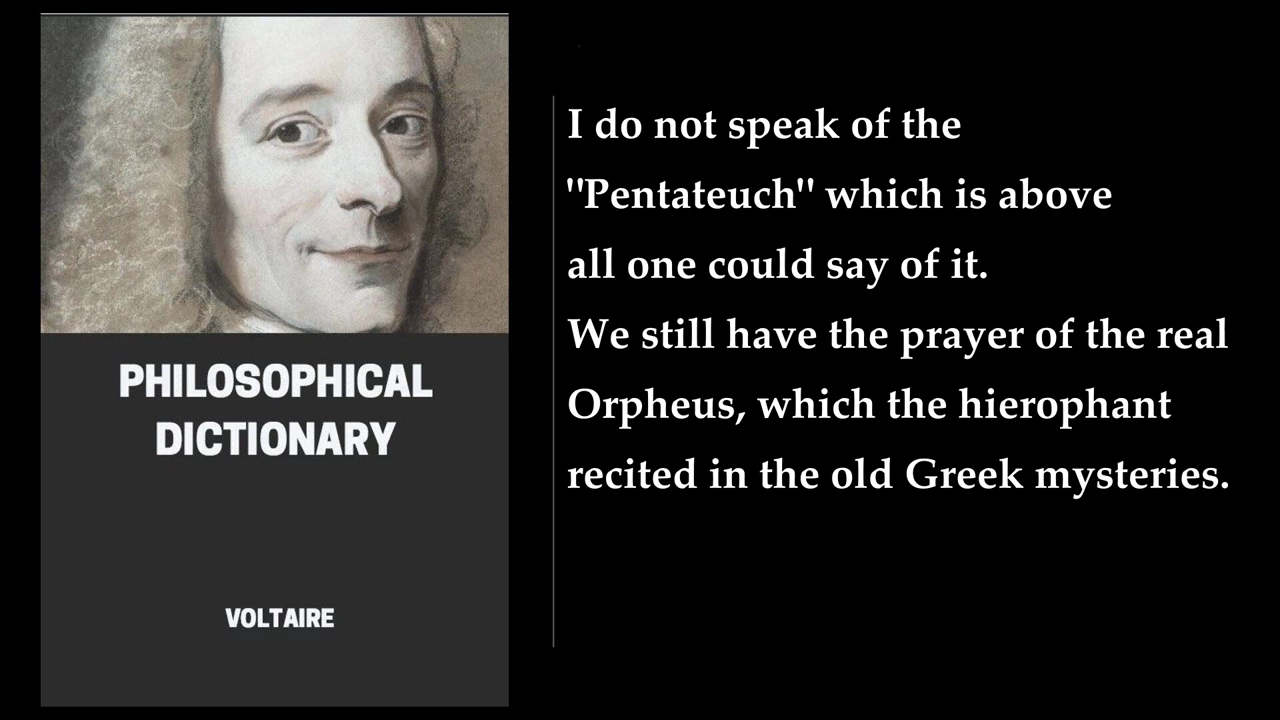 PHILOSOPHICAL
DICTIONARY
VOLTAIRE
I do not speak of the
"Pentateuch" which is above
all one could say of it.
We still have the prayer of the real
Orpheus, which the hierophant
recited in the old Greek mysteries.